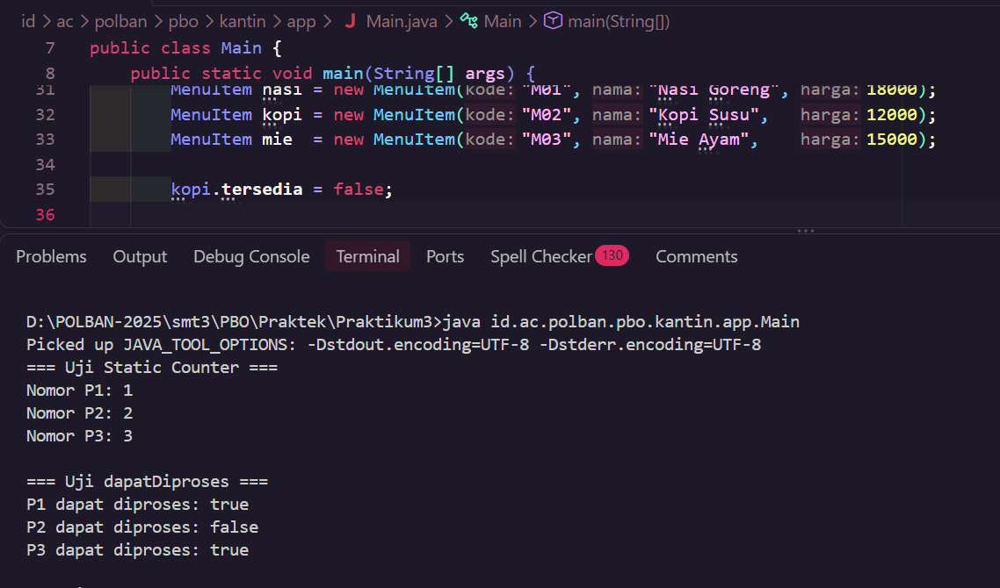 id > ac > polban > pbo > kantin > app > J Main.java > Main > main(String[])
7 public class Main {
8 public static void main(String[] args) {
31 MenuItem nasi = new MenuItem(kode: "M01", nama: "Nasi Goreng", harga: 18000);
32 MenuItem kopi = new MenuItem(kode: "M02", nama: "Kopi Susu", harga: 12000);
33 MenuItem mie = new MenuItem(kode: "M03", nama: "Mie Ayam", harga: 15000);
34
35 kopi.tersedia = false;
36
Problems Output Debug Console Terminal Ports Spell Checker 130 Comments
D:\POLBAN-2025\smt3\PBO\Praktek\Praktikum3>java id.ac.polban.pbo.kantin.app.Main
Picked up JAVA_TOOL_OPTIONS: -Dstdout.encoding=UTF-8 -Dstderr.encoding=UTF-8
=== Uji Static Counter ===
Nomor P1: 1
Nomor P2: 2
Nomor P3: 3
=== Uji dapatDiproses ===
P1 dapat diproses: true
P2 dapat diproses: false
P3 dapat diproses: true